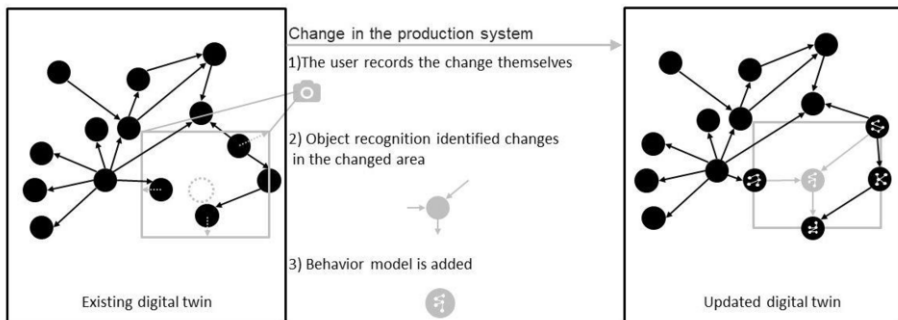 Change in the production system
1)The user records the change themselves
2) Object recognition identified changes
in the changed area
3) Behavior model is added
Existing digital twin
Updated digital twin